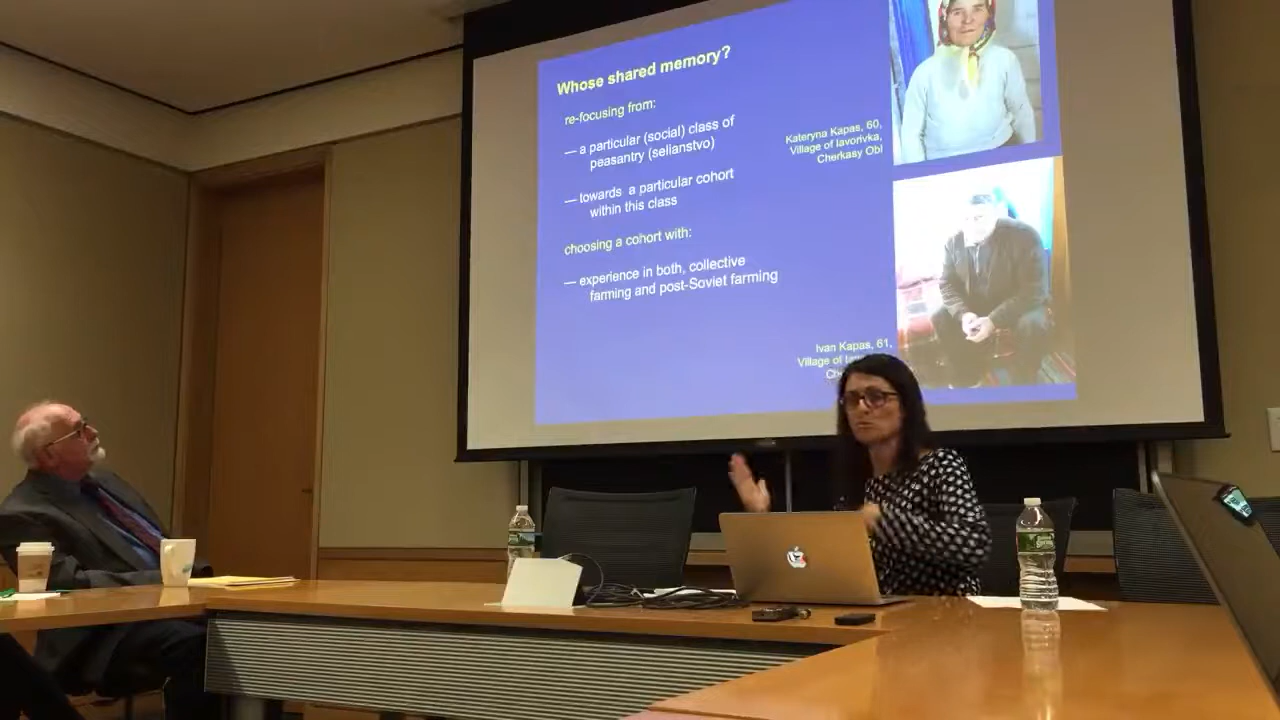 Whose shared memory?
re-focusing from:
— a particular (social) class of
peasantry (selianstvo)
— towards a particular cohort
within this class
choosing a cohort with:
— experience in both, collective
farming and post-Soviet farming
Kateryna Kapas, 60,
Village of Iavorivka,
Cherkasy Obl
Ivan Kapas, 61,
Village of